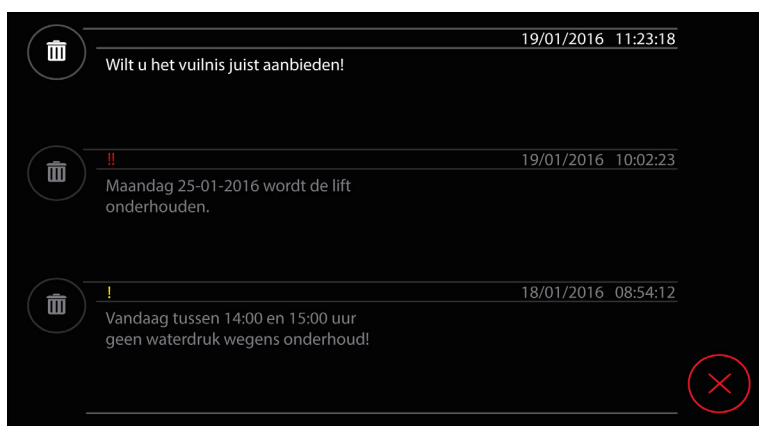 19/01/2016 11:23:18
Wilt u het vuilnis juist aanbieden!
!! 19/01/2016 10:02:23
Maandag 25-01-2016 wordt de lift
onderhouden.
! 18/01/2016 08:54:12
Vandaag tussen 14:00 en 15:00 uur
geen waterdruk wegens onderhoud!